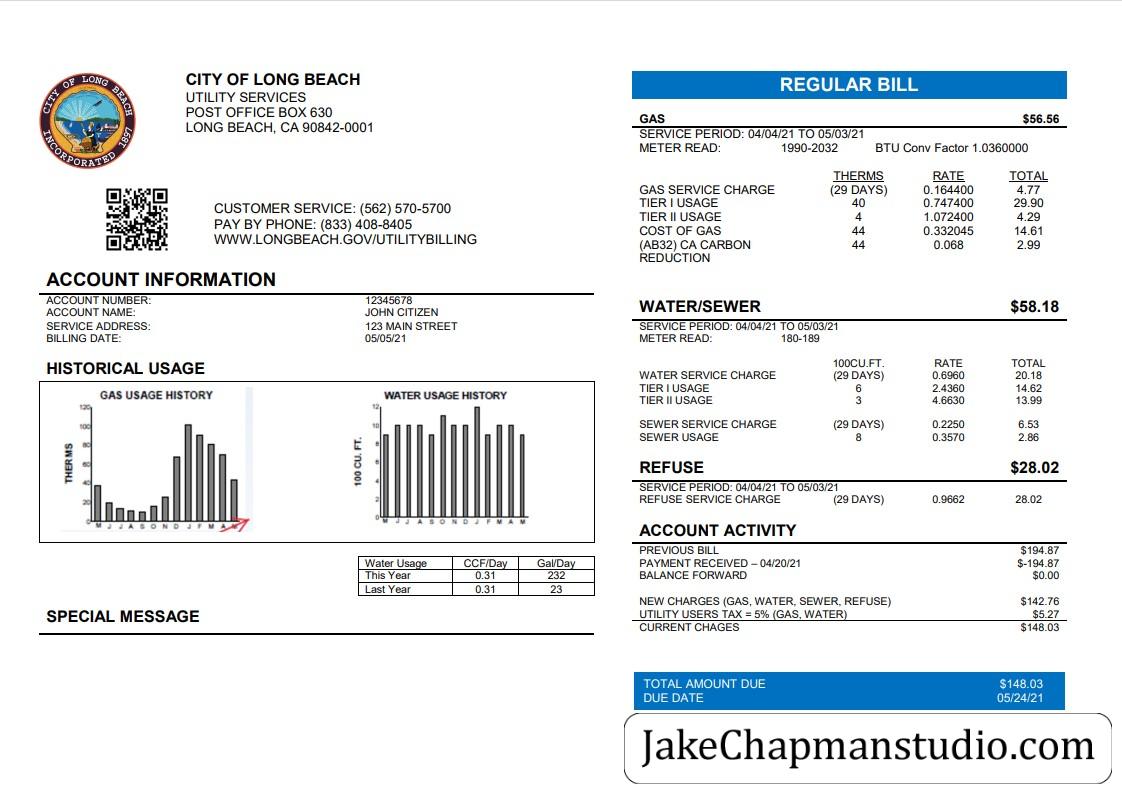 CITY OF LONG BEACH
INCORPORATED 1897
CITY OF LONG BEACH
UTILITY SERVICES
POST OFFICE BOX 630
LONG BEACH, CA 90842-0001
CUSTOMER SERVICE: (562) 570-5700
PAY BY PHONE: (833) 408-8405
WWW.LONGBEACH.GOV/UTILITYBILLING
ACCOUNT INFORMATION
ACCOUNT NUMBER: 12345678
ACCOUNT NAME: JOHN CITIZEN
SERVICE ADDRESS: 123 MAIN STREET
BILLING DATE: 05/05/21
HISTORICAL USAGE
GAS USAGE HISTORY
THERMS
120
100
80
60
40
20
0
M J J A S O N D J F M A M
WATER USAGE HISTORY
100 CU. FT.
12
10
8
6
4
2
0
M J J A S O N D J F M A M
Water Usage CCF/Day Gal/Day
This Year 0.31 232
Last Year 0.31 23
SPECIAL MESSAGE
REGULAR BILL
GAS $56.56
SERVICE PERIOD: 04/04/21 TO 05/03/21
METER READ: 1990-2032 BTU Conv Factor 1.0360000
THERMS RATE TOTAL
GAS SERVICE CHARGE (29 DAYS) 0.164400 4.77
TIER I USAGE 40 0.747400 29.90
TIER II USAGE 4 1.072400 4.29
COST OF GAS 44 0.332045 14.61
(AB32) CA CARBON 44 0.068 2.99
REDUCTION
WATER/SEWER $58.18
SERVICE PERIOD: 04/04/21 TO 05/03/21
METER READ: 180-189
100CU.FT. RATE TOTAL
WATER SERVICE CHARGE (29 DAYS) 0.6960 20.18
TIER I USAGE 6 2.4360 14.62
TIER II USAGE 3 4.6630 13.99
SEWER SERVICE CHARGE (29 DAYS) 0.2250 6.53
SEWER USAGE 8 0.3570 2.86
REFUSE $28.02
SERVICE PERIOD: 04/04/21 TO 05/03/21
REFUSE SERVICE CHARGE (29 DAYS) 0.9662 28.02
ACCOUNT ACTIVITY
PREVIOUS BILL $194.87
PAYMENT RECEIVED – 04/20/21 $-194.87
BALANCE FORWARD $0.00
NEW CHARGES (GAS, WATER, SEWER, REFUSE) $142.76
UTILITY USERS TAX = 5% (GAS, WATER) $5.27
CURRENT CHAGES $148.03
TOTAL AMOUNT DUE $148.03
DUE DATE 05/24/21
JakeChapmanstudio.com